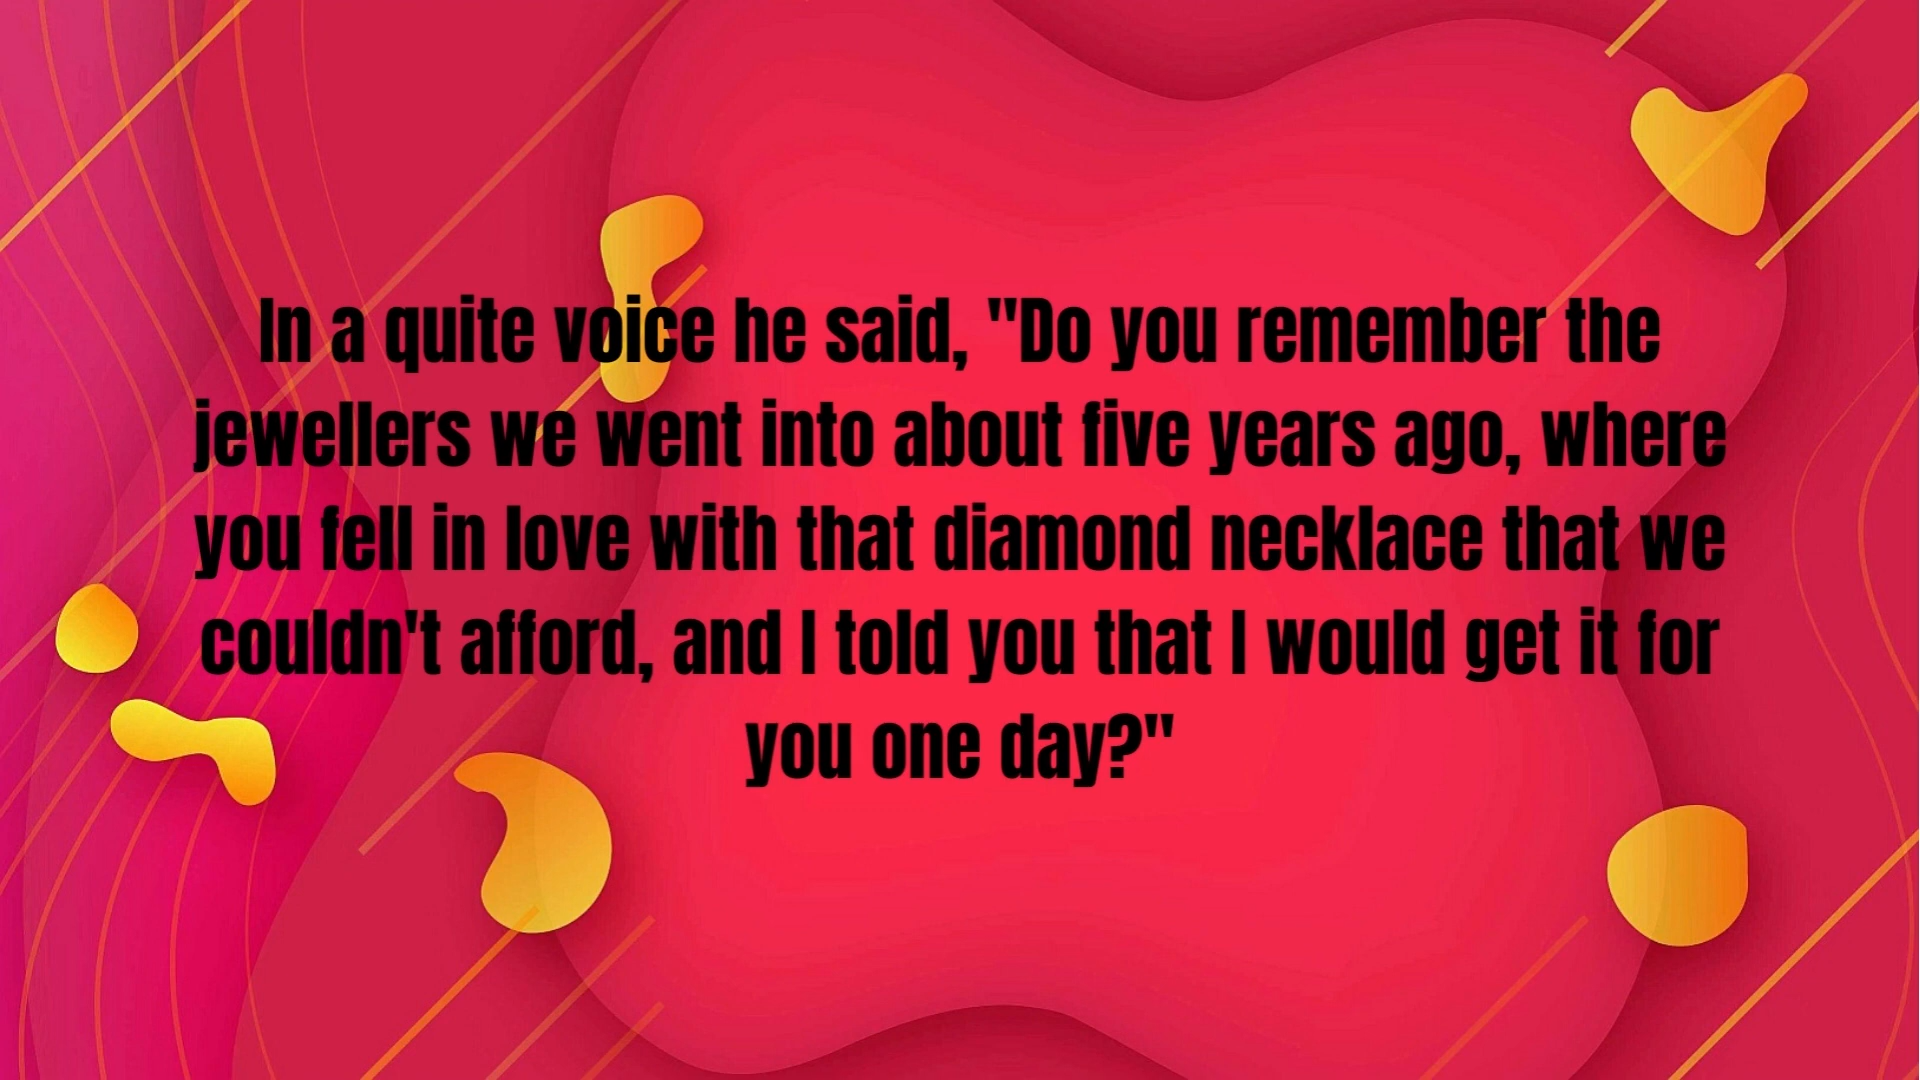 In a quite voice he said, "Do you remember the
jewellers we went into about five years ago, where
you fell in love with that diamond necklace that we
couldn't afford, and I told you that I would get it for
you one day?"